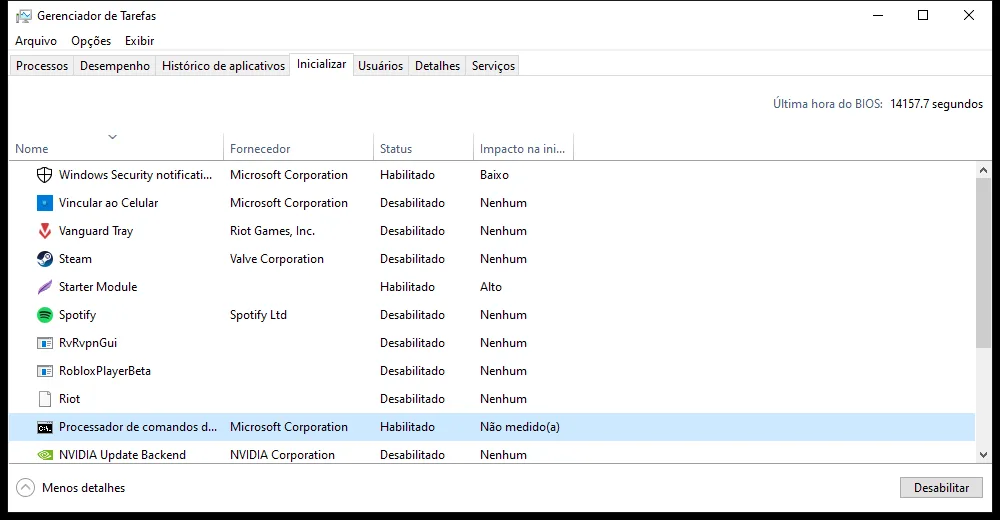 Gerenciador de Tarefas
Arquivo Opções Exibir
Processos Desempenho Histórico de aplicativos Inicializar Usuários Detalhes Serviços
Última hora do BIOS: 14157.7 segundos
Nome Fornecedor Status Impacto na ini...
Windows Security notificati... Microsoft Corporation Habilitado Baixo
Vincular ao Celular Microsoft Corporation Desabilitado Nenhum
Vanguard Tray Riot Games, Inc. Desabilitado Nenhum
Steam Valve Corporation Desabilitado Nenhum
Starter Module Habilitado Alto
Spotify Spotify Ltd Desabilitado Nenhum
RvRvpnGui Desabilitado Nenhum
RobloxPlayerBeta Desabilitado Nenhum
Riot Desabilitado Nenhum
C:\. Processador de comandos d... Microsoft Corporation Habilitado Não medido(a)
NVIDIA Update Backend NVIDIA Corporation Desabilitado Nenhum
Menos detalhes Desabilitar